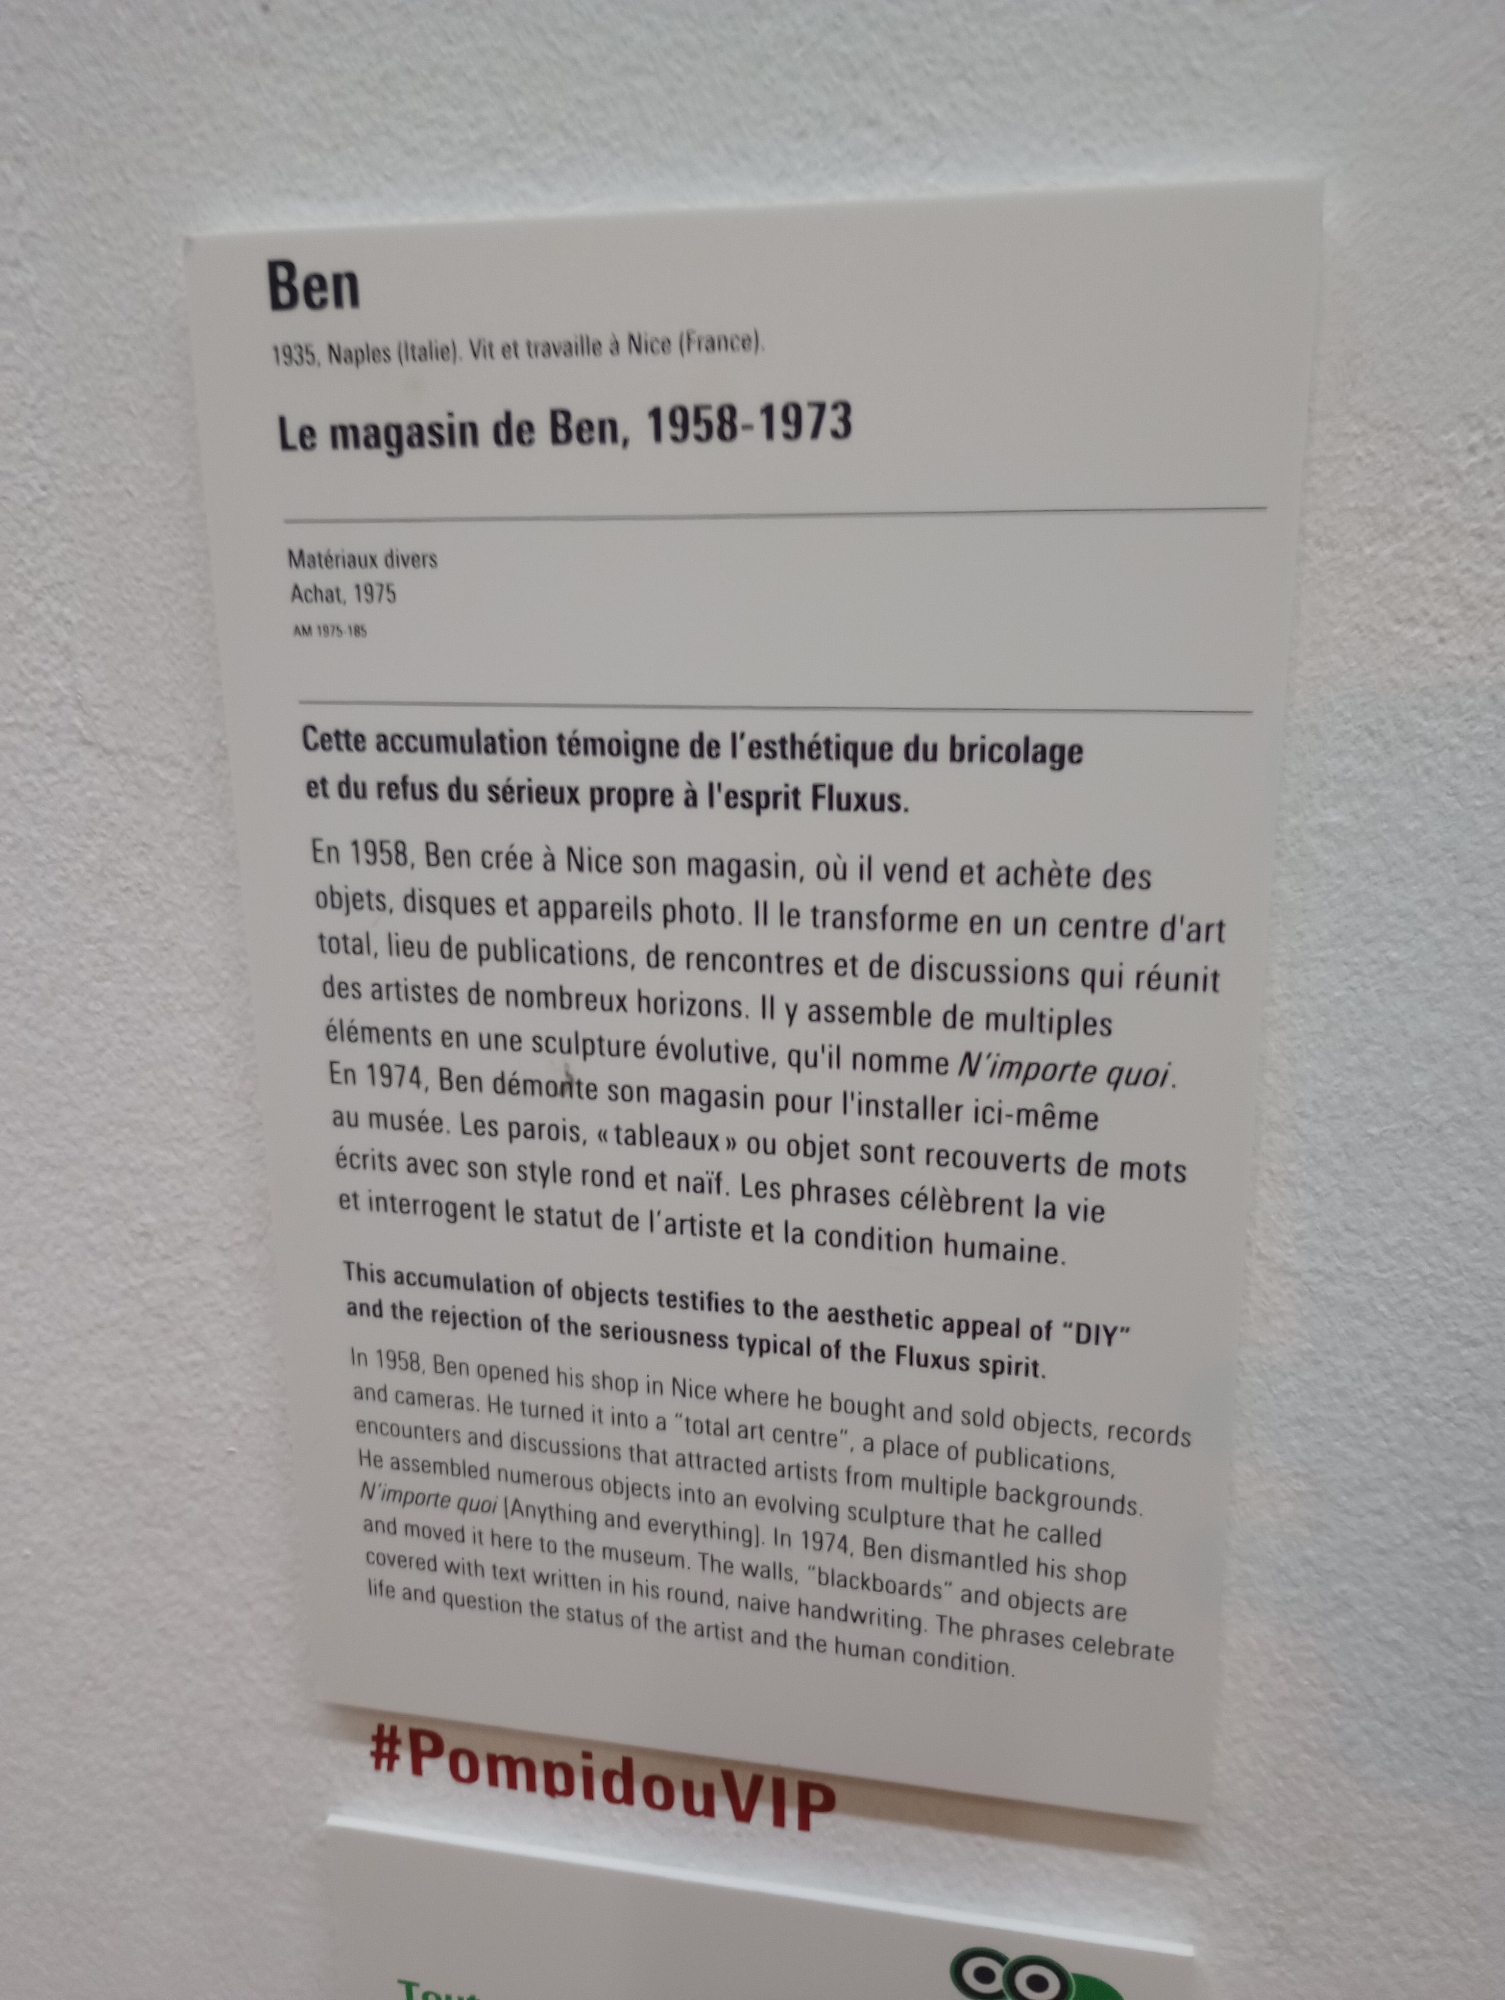 Ben
1935, Naples (Italie). Vit et travaille à Nice (France).
Le magasin de Ben, 1958-1973
Matériaux divers
Achat, 1975
AM 1975-185
Cette accumulation témoigne de l'esthétique du bricolage
et du refus du sérieux propre à l'esprit Fluxus.
En 1958, Ben crée à Nice son magasin, où il vend et achète des
objets, disques et appareils photo. Il le transforme en un centre d'art
total, lieu de publications, de rencontres et de discussions qui réunit
des artistes de nombreux horizons. Il y assemble de multiples
éléments en une sculpture évolutive, qu'il nomme N'importe quoi.
En 1974, Ben démonte son magasin pour l'installer ici-même
au musée. Les parois, « tableaux » ou objet sont recouverts de mots
écrits avec son style rond et naïf. Les phrases célèbrent la vie
et interrogent le statut de l'artiste et la condition humaine.
This accumulation of objects testifies to the aesthetic appeal of "DIY"
and the rejection of the seriousness typical of the Fluxus spirit.
In 1958, Ben opened his shop in Nice where he bought and sold objects, records
and cameras. He turned it into a "total art centre", a place of publications,
encounters and discussions that attracted artists from multiple backgrounds.
He assembled numerous objects into an evolving sculpture that he called
N'importe quoi [Anything and everything]. In 1974, Ben dismantled his shop
and moved it here to the museum. The walls, "blackboards" and objects are
covered with text written in his round, naive handwriting. The phrases celebrate
life and question the status of the artist and the human condition.
#PompidouVIP